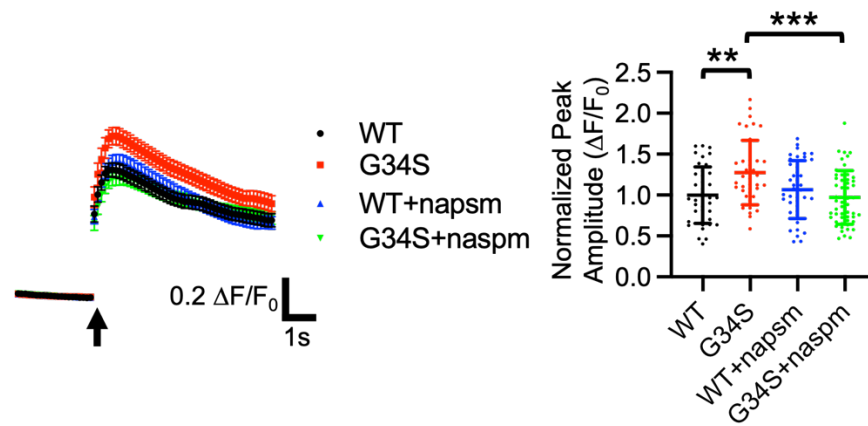 WT
G34S
WT+napsm
G34S+naspm
0.2 ΔF/F0
1s
** ***
Normalized Peak
Amplitude (ΔF/F0)
2.5
2.0
1.5
1.0
0.5
0.0
WT
G34S
WT+napsm
G34S+naspm